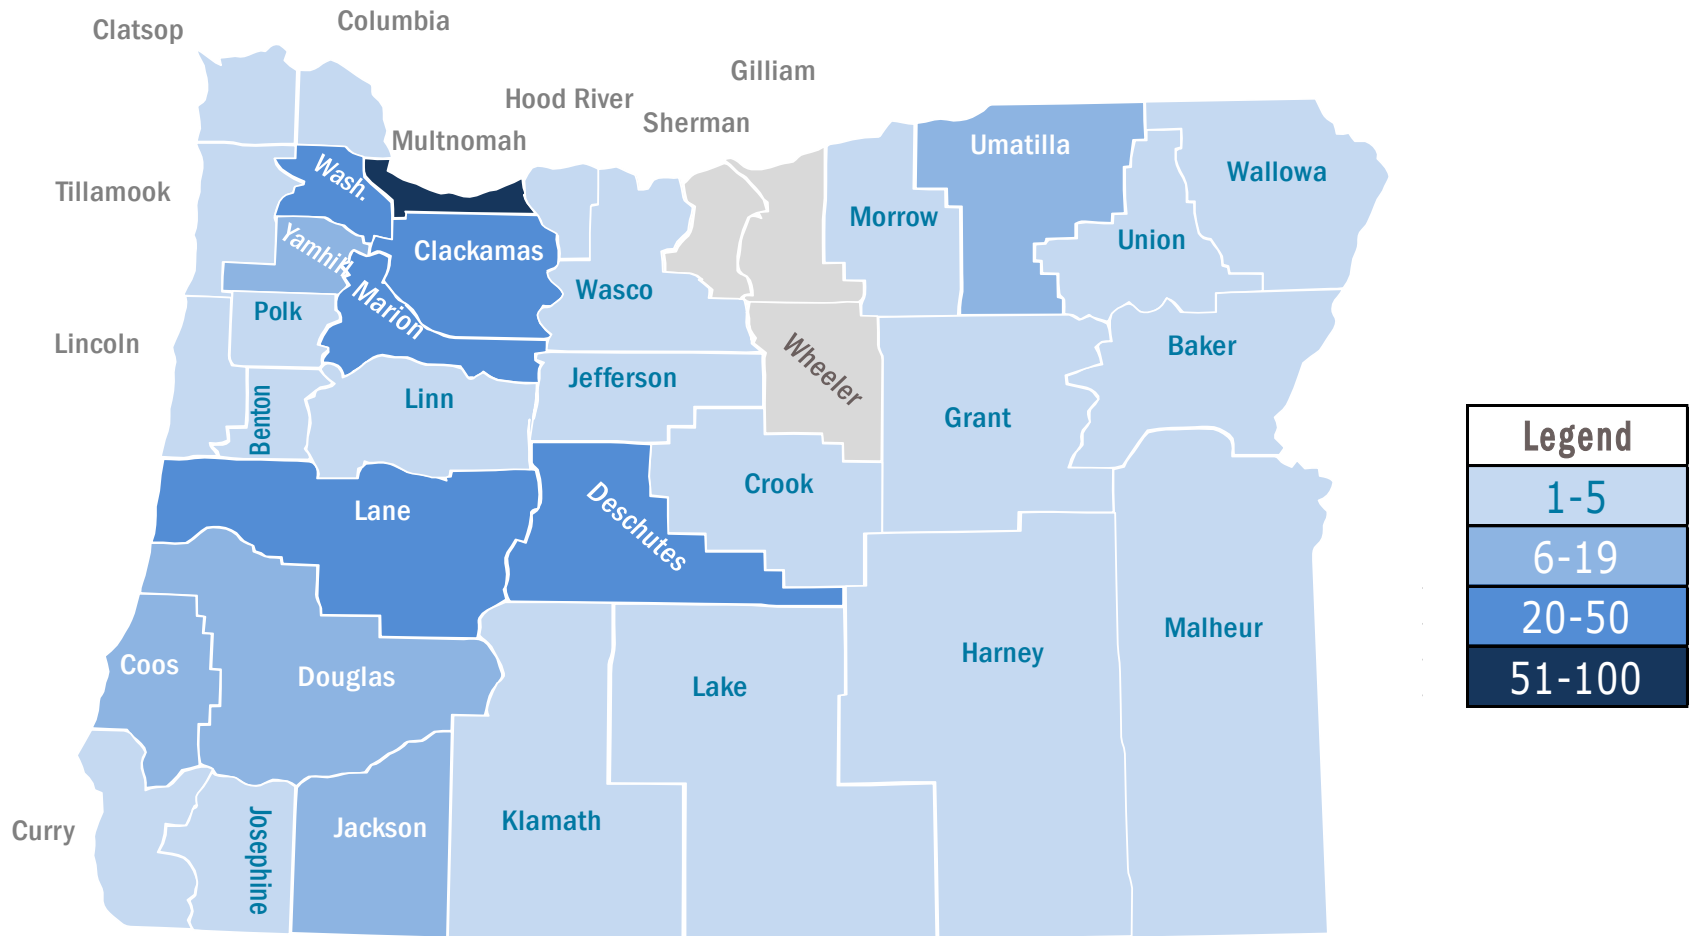 Columbia
Clatsop
Gilliam
Hood River
Sherman
Multnomah
Umatilla
Wallowa
Wash.
Tillamook
Morrow
Union
Yamhill
Clackamas
Wasco
Polk
Marion
Lincoln
Baker
Wheeler
Jefferson
Linn
Benton
Grant
Crook
Lane
Deschutes
Malheur
Harney
Coos
Douglas
Lake
Klamath
Jackson
Curry
Josephine
Legend
1-5
6-19
20-50
51-100